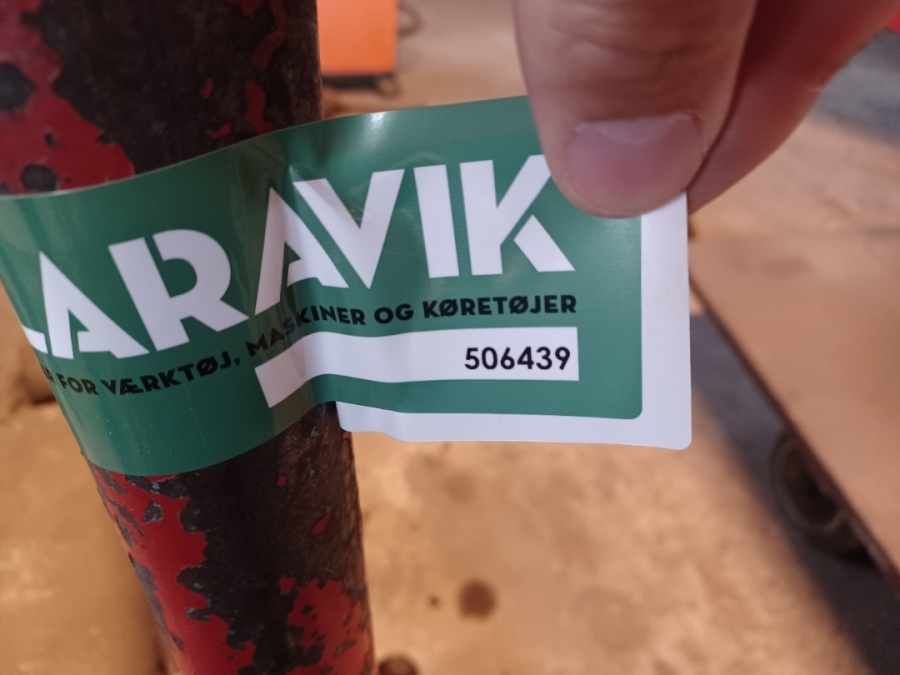 LARAVIK
FOR VÆRKTØJ, MASKINER OG KØRETØJER
506439